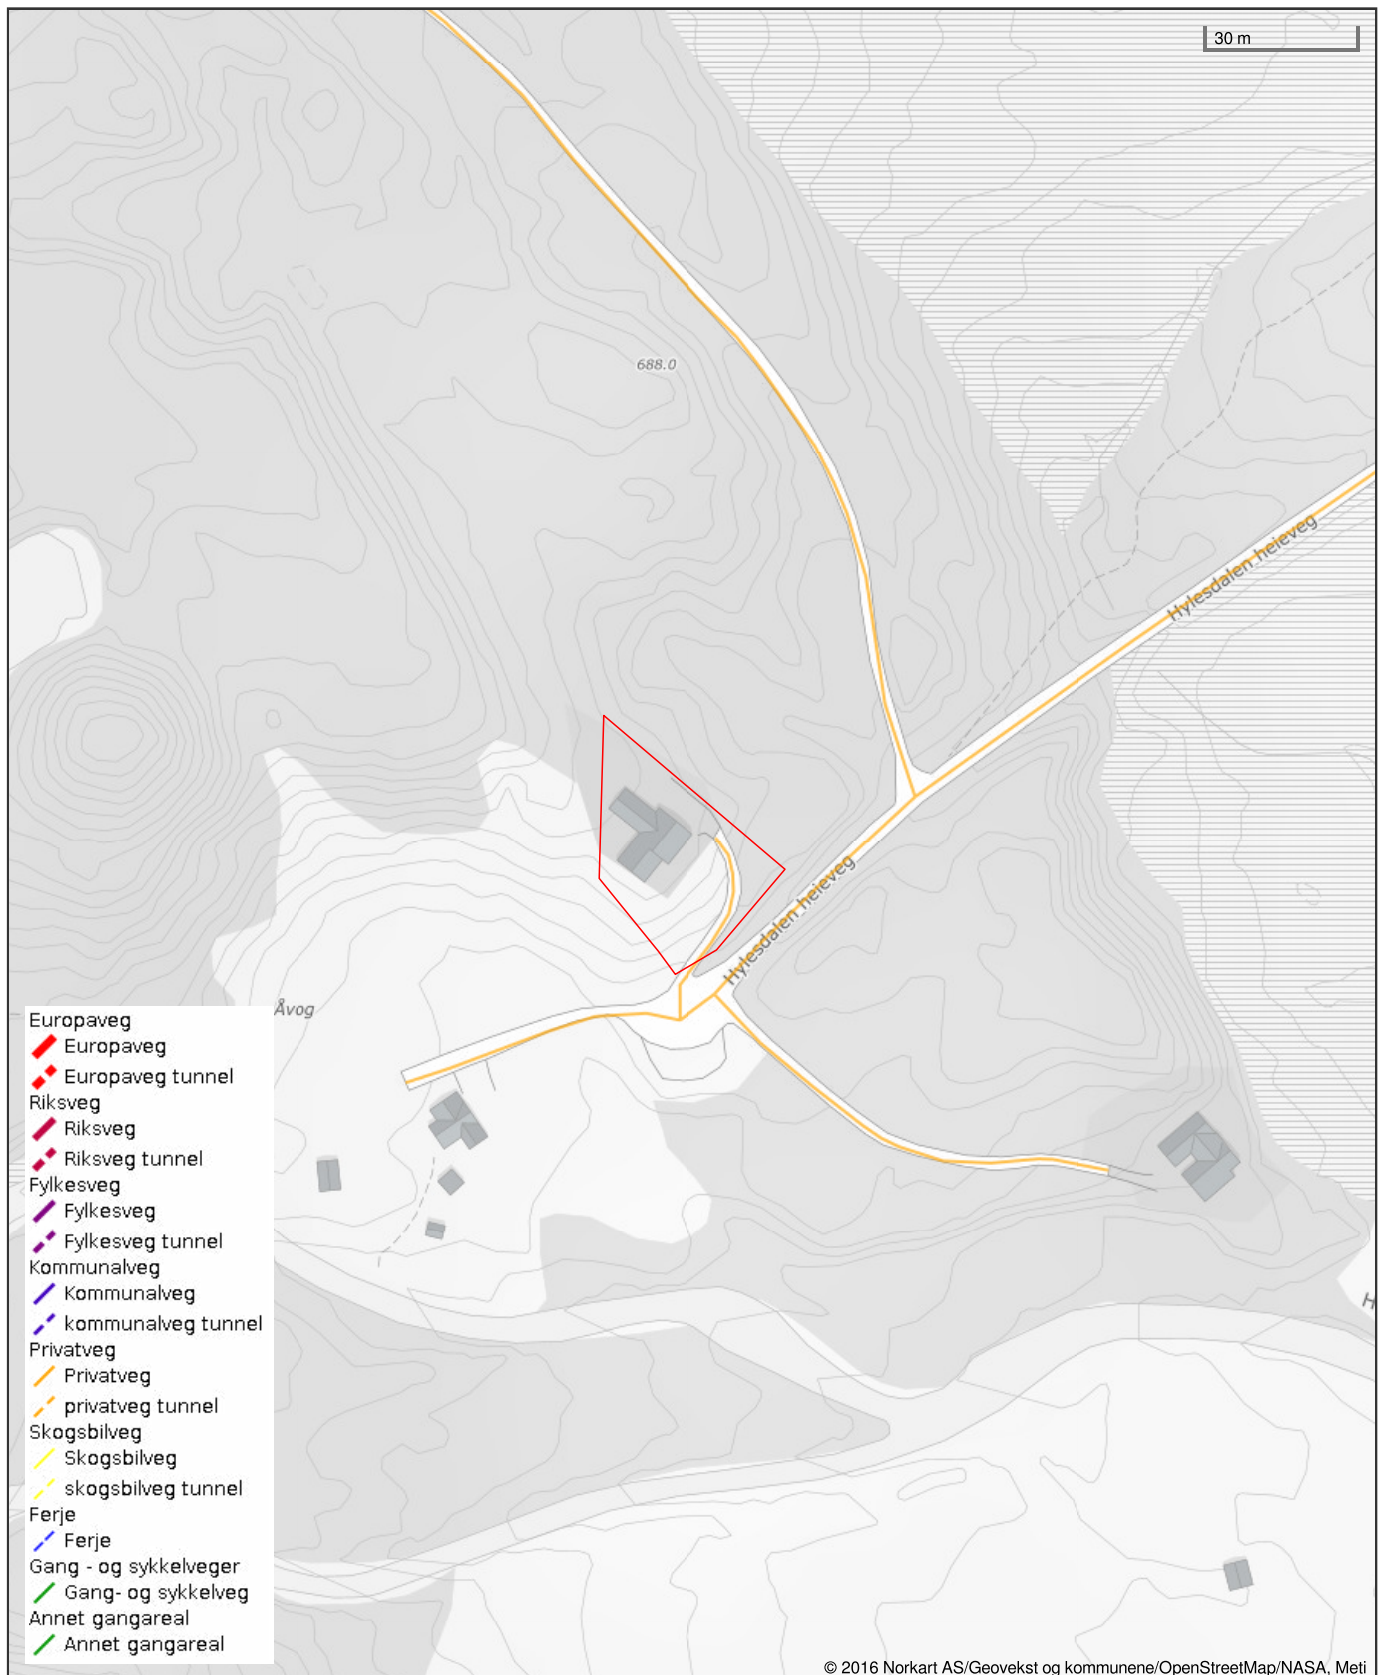 30 m
688.0
Hylesdalen heieveg
Hylesdalen heieveg
Åvog
Europaveg
Europaveg
Europaveg tunnel
Riksveg
Riksveg
Riksveg tunnel
Fylkesveg
Fylkesveg
Fylkesveg tunnel
Kommunalveg
Kommunalveg
kommunalveg tunnel
Privatveg
Privatveg
privatveg tunnel
Skogsbilveg
Skogsbilveg
skogsbilveg tunnel
Ferje
Ferje
Gang - og sykkelveger
Gang- og sykkelveg
Annet gangareal
Annet gangareal
H
© 2016 Norkart AS/Geovekst og kommunene/OpenStreetMap/NASA, Meti